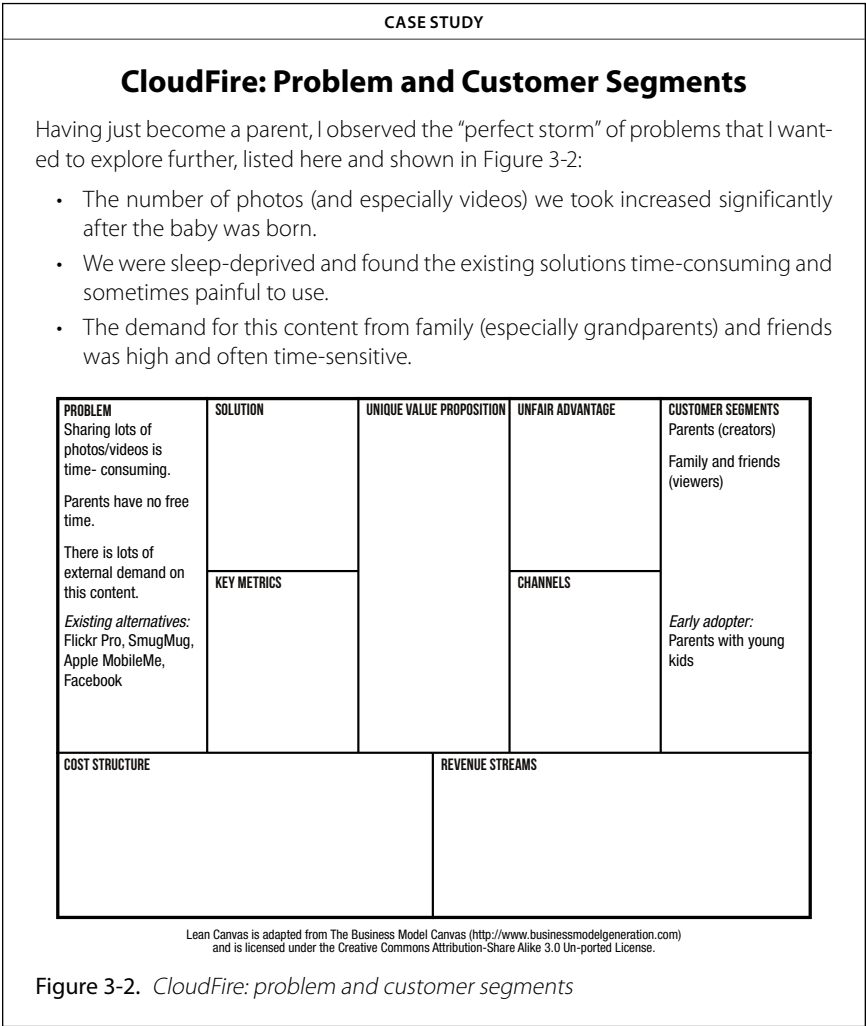 CASE STUDY
CloudFire: Problem and Customer Segments
Having just become a parent, I observed the “perfect storm” of problems that I want-
ed to explore further, listed here and shown in Figure 3-2:
• The number of photos (and especially videos) we took increased significantly
after the baby was born.
• We were sleep-deprived and found the existing solutions time-consuming and
sometimes painful to use.
• The demand for this content from family (especially grandparents) and friends
was high and often time-sensitive.
PROBLEM
Sharing lots of
photos/videos is
time- consuming.
Parents have no free
time.
There is lots of
external demand on
this content.
Existing alternatives:
Flickr Pro, SmugMug,
Apple MobileMe,
Facebook
SOLUTION
KEY METRICS
UNIQUE VALUE PROPOSITION
UNFAIR ADVANTAGE
CHANNELS
CUSTOMER SEGMENTS
Parents (creators)
Family and friends
(viewers)
Early adopter:
Parents with young
kids
COST STRUCTURE
REVENUE STREAMS
Lean Canvas is adapted from The Business Model Canvas (http://www.businessmodelgeneration.com)
and is licensed under the Creative Commons Attribution-Share Alike 3.0 Un-ported License.
Figure 3-2. CloudFire: problem and customer segments